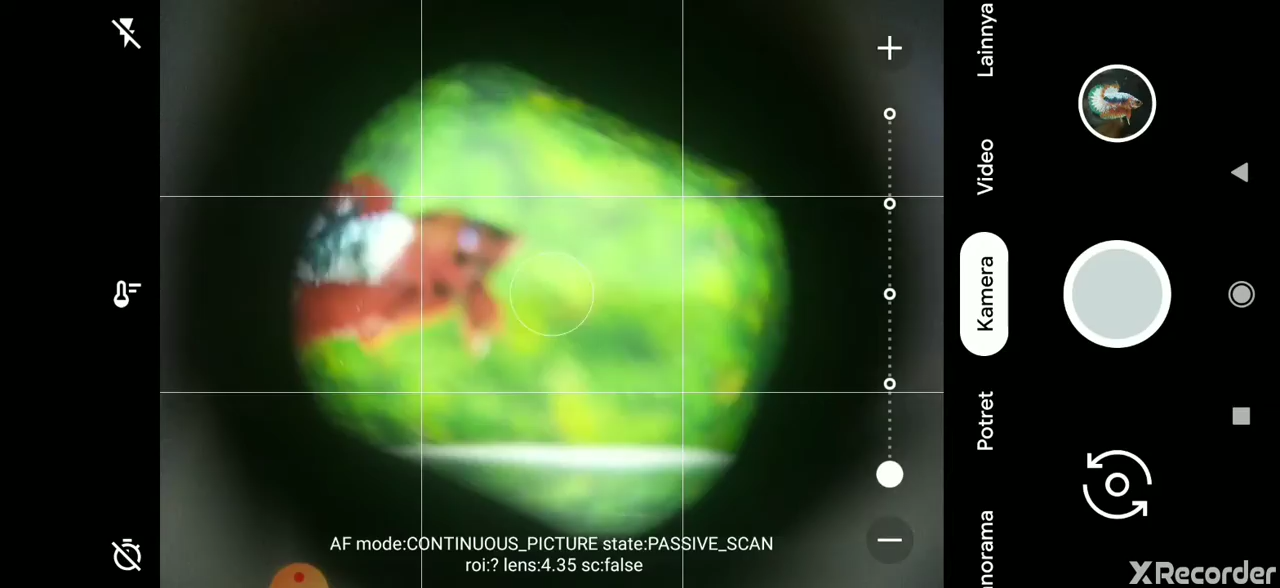 Lainnya
Video
Kamera
Potret
norama
AF mode:CONTINUOUS_PICTURE state:PASSIVE_SCAN
roi:? lens:4.35 sc:false
XRecorder